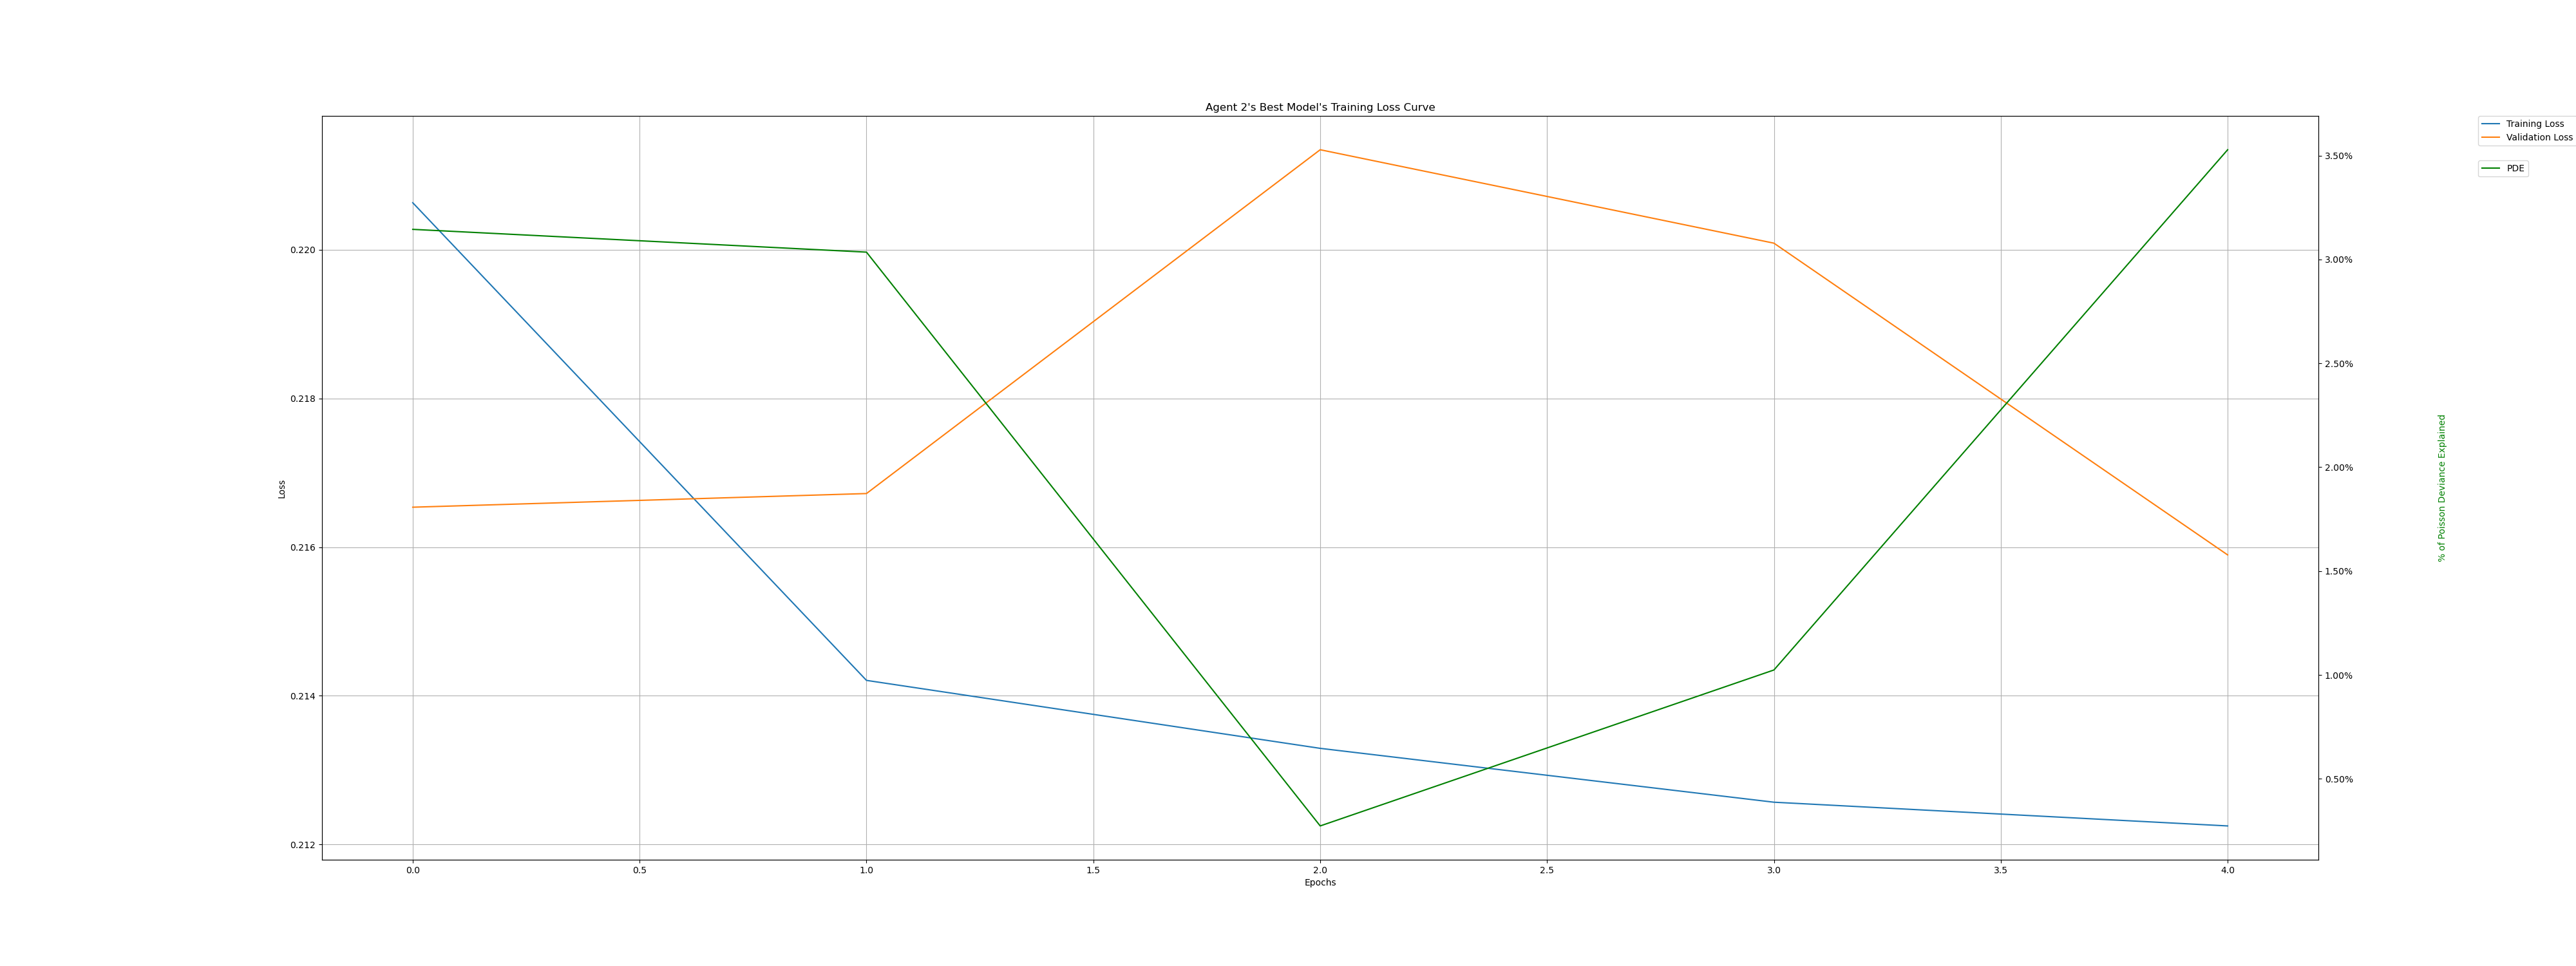 Agent 2's Best Model's Training Loss Curve
Training Loss
Validation Loss
PDE
Loss
0.220
0.218
0.216
0.214
0.212
3.50%
3.00%
2.50%
2.00%
1.50%
1.00%
0.50%
% of Poisson Deviance Explained
0.0 0.5 1.0 1.5 2.0 2.5 3.0 3.5 4.0
Epochs